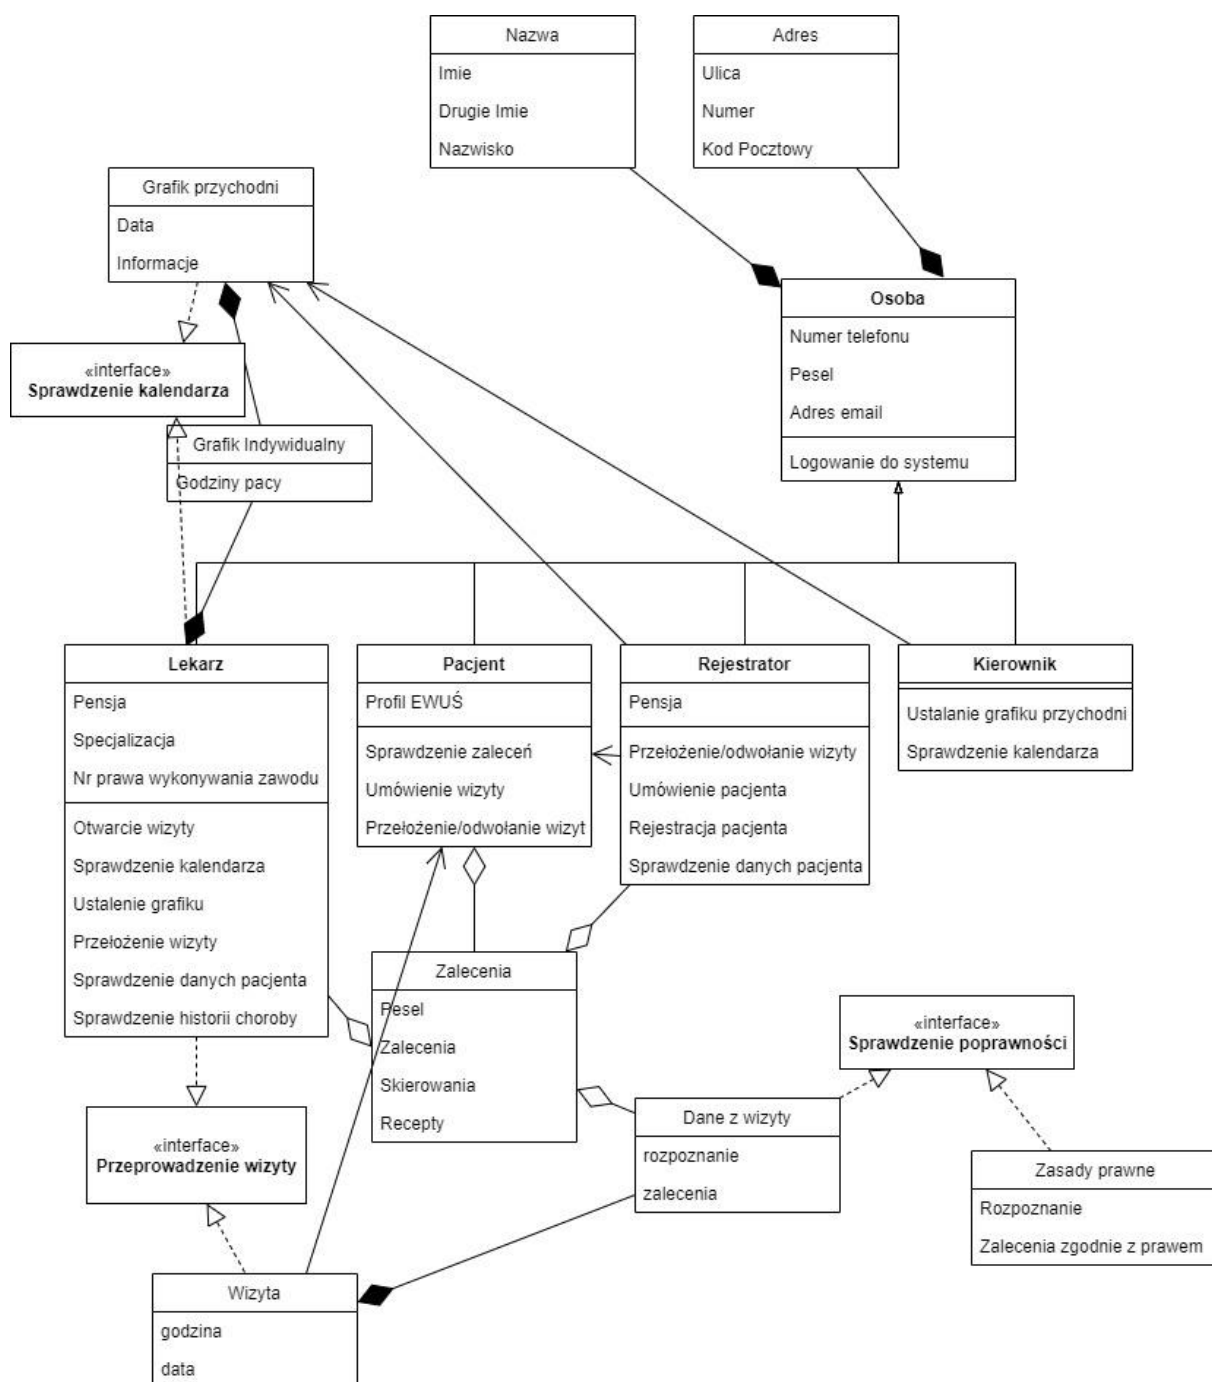 Nazwa
Imie
Drugie Imie
Nazwisko
Adres
Ulica
Numer
Kod Pocztowy
Grafik przychodni
Data
Informacje
Osoba
Numer telefonu
Pesel
Adres email
Logowanie do systemu
«interface»
Sprawdzenie kalendarza
Grafik Indywidualny
Godziny pacy
Lekarz
Pensja
Specjalizacja
Nr prawa wykonywania zawodu
Otwarcie wizyty
Sprawdzenie kalendarza
Ustalenie grafiku
Przełożenie wizyty
Sprawdzenie danych pacjenta
Sprawdzenie historii choroby
Pacjent
Profil EWUŚ
Sprawdzenie zaleceń
Umówienie wizyty
Przełożenie/odwołanie wizyt
Rejestrator
Pensja
Przełożenie/odwołanie wizyty
Umówienie pacjenta
Rejestracja pacjenta
Sprawdzenie danych pacjenta
Kierownik
Ustalanie grafiku przychodni
Sprawdzenie kalendarza
Zalecenia
Pesel
Zalecenia
Skierowania
Recepty
«interface»
Sprawdzenie poprawności
«interface»
Przeprowadzenie wizyty
Dane z wizyty
rozpoznanie
zalecenia
Zasady prawne
Rozpoznanie
Zalecenia zgodnie z prawem
Wizyta
godzina
data